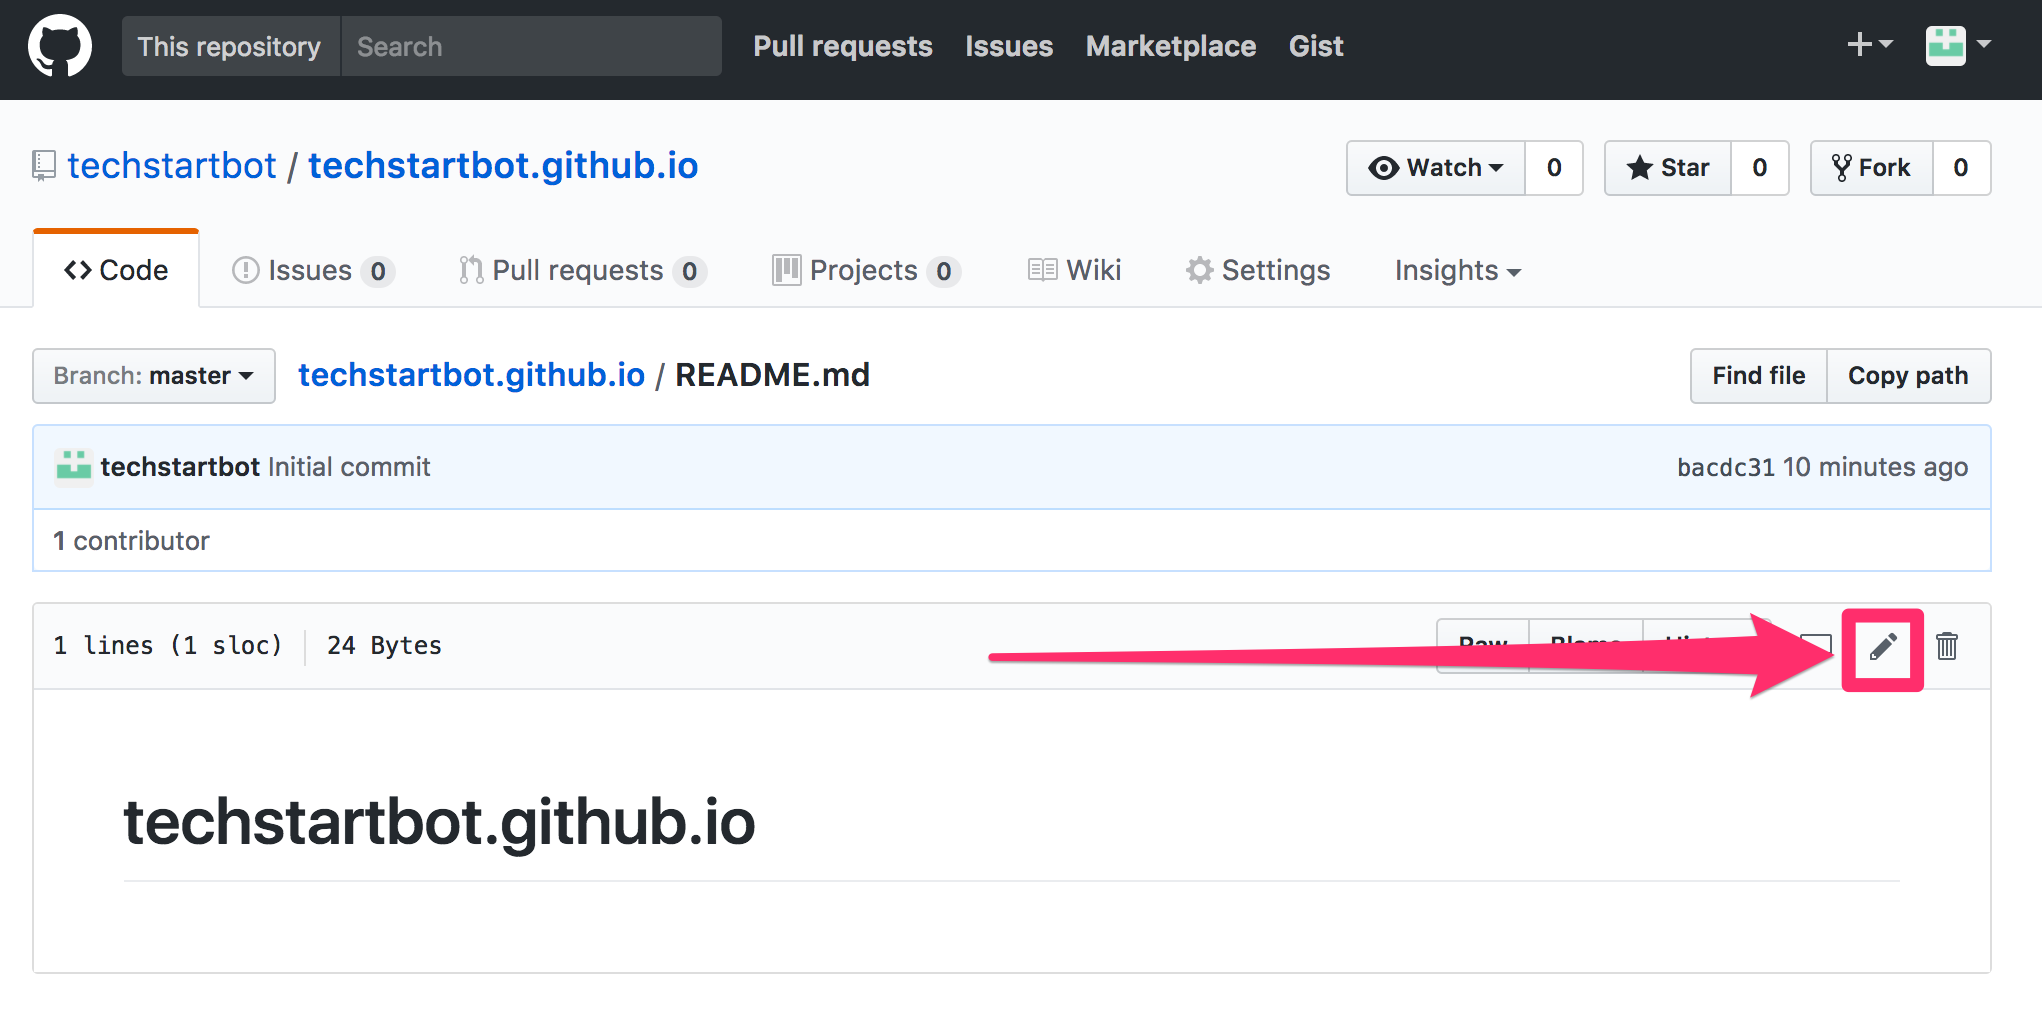 This repository Search Pull requests Issues Marketplace Gist
techstartbot / techstartbot.github.io Watch 0 Star 0 Fork 0
Code Issues 0 Pull requests 0 Projects 0 Wiki Settings Insights
Branch: master techstartbot.github.io / README.md Find file Copy path
techstartbot Initial commit bacdc31 10 minutes ago
1 contributor
1 lines (1 sloc) 24 Bytes Raw Blame
techstartbot.github.io